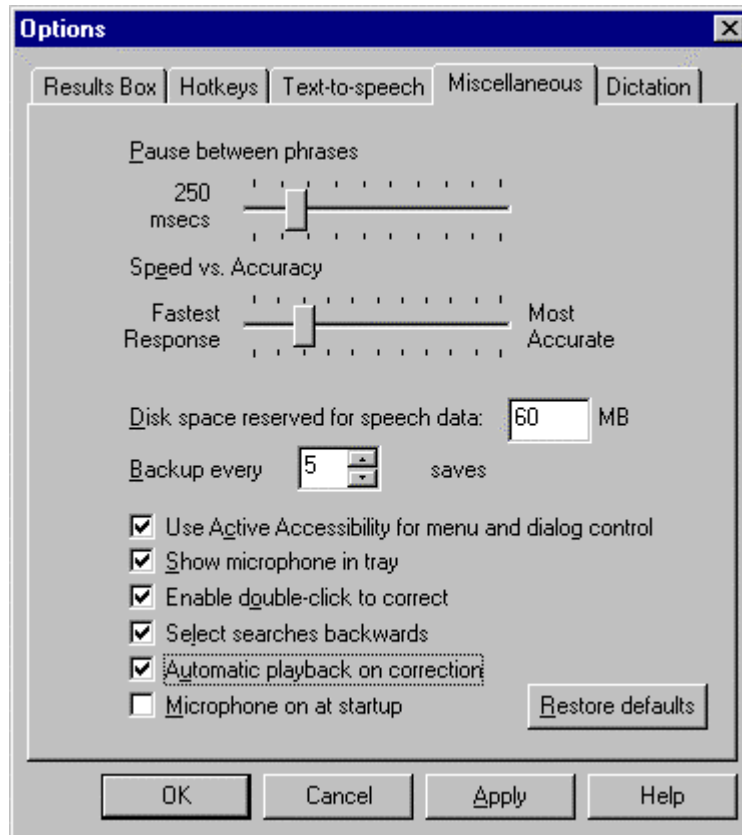 Options
Results Box Hotkeys Text-to-speech Miscellaneous Dictation
Pause between phrases
250
msecs
Speed vs. Accuracy
Fastest Most
Response Accurate
Disk space reserved for speech data: 60 MB
Backup every 5 saves
Use Active Accessibility for menu and dialog control
Show microphone in tray
Enable double-click to correct
Select searches backwards
Automatic playback on correction
Microphone on at startup Restore defaults
OK Cancel Apply Help